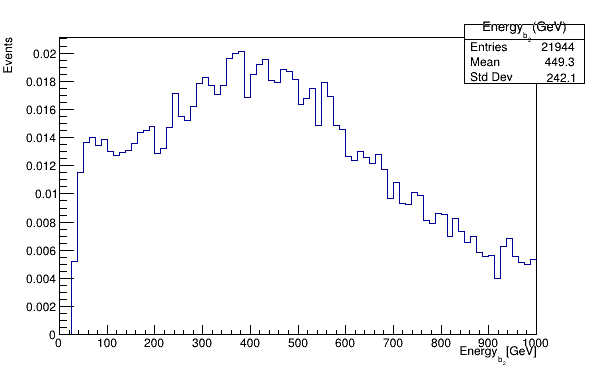 Energy_b_2 (GeV)
Entries 21944
Mean 449.3
Std Dev 242.1
Events
0.02
0.018
0.016
0.014
0.012
0.01
0.008
0.006
0.004
0.002
0
0 100 200 300 400 500 600 700 800 900 1000
Energy_b_2 [GeV]